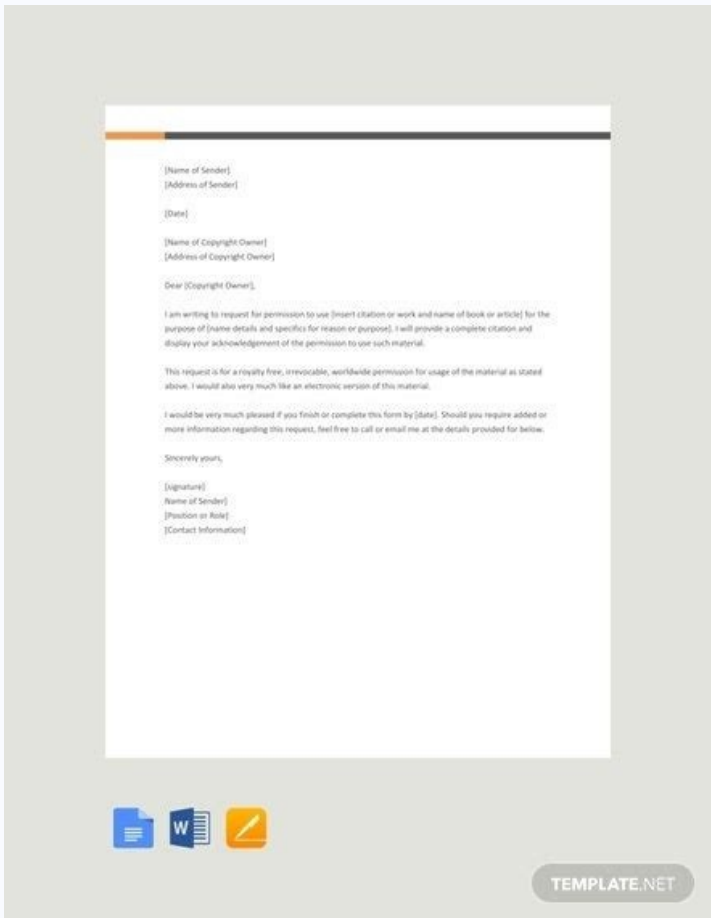 [Name of Sender]
[Address of Sender]
[Date]
[Name of Copyright Owner]
[Address of Copyright Owner]
Dear [Copyright Owner],
I am writing to request for permission to use [insert citation or work and name of book or article] for the
purpose of [name details and specifics for reason or purpose]. I will provide a complete citation and
display your acknowledgement of the permission to use such material.
This request is for a royalty free, irrevocable, worldwide permission for usage of the material as stated
above. I would also very much like an electronic version of this material.
I would be very much pleased if you finish or complete this form by [date]. Should you require added or
more information regarding this request, feel free to call or email me at the details provided for below.
Sincerely yours,
[signature]
Name of Sender]
[Position or Role]
[Contact Information]
W
TEMPLATE.NET